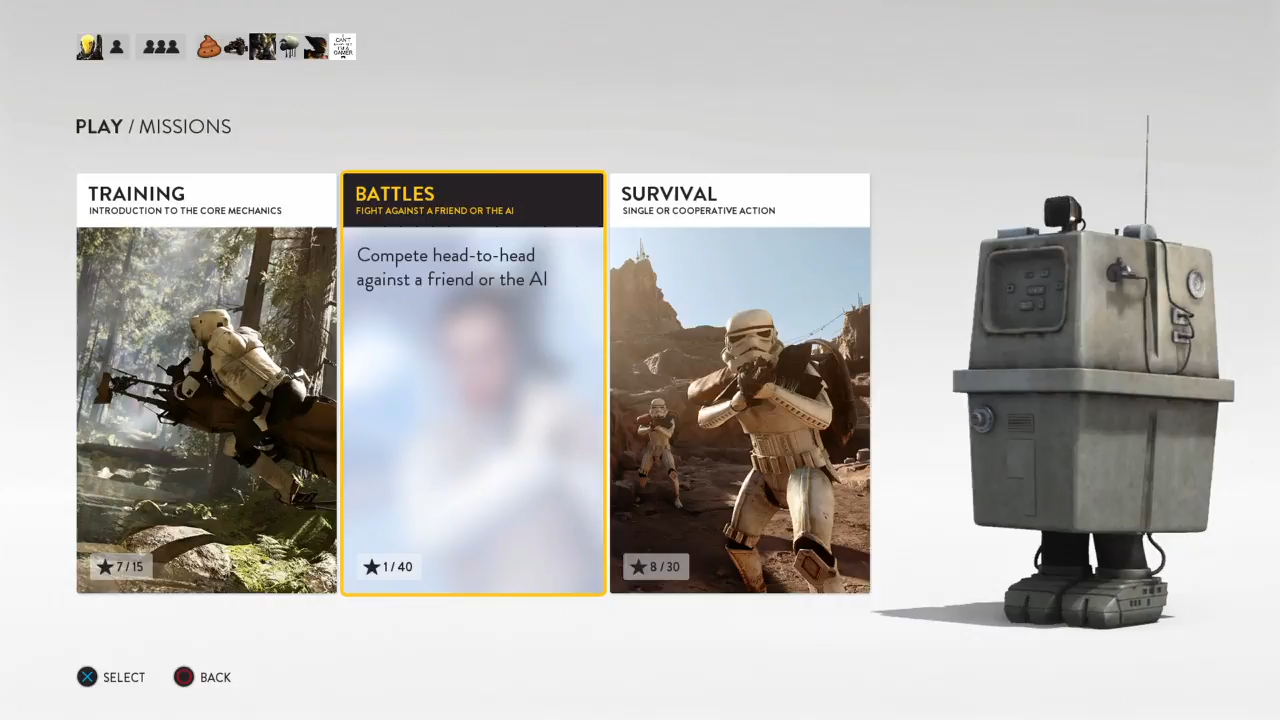 PLAY / MISSIONS
TRAINING
INTRODUCTION TO THE CORE MECHANICS
BATTLES
FIGHT AGAINST A FRIEND OR THE AI
SURVIVAL
SINGLE OR COOPERATIVE ACTION
Compete head-to-head
against a friend or the AI
7 / 15
1 / 40
8 / 30
SELECT
BACK